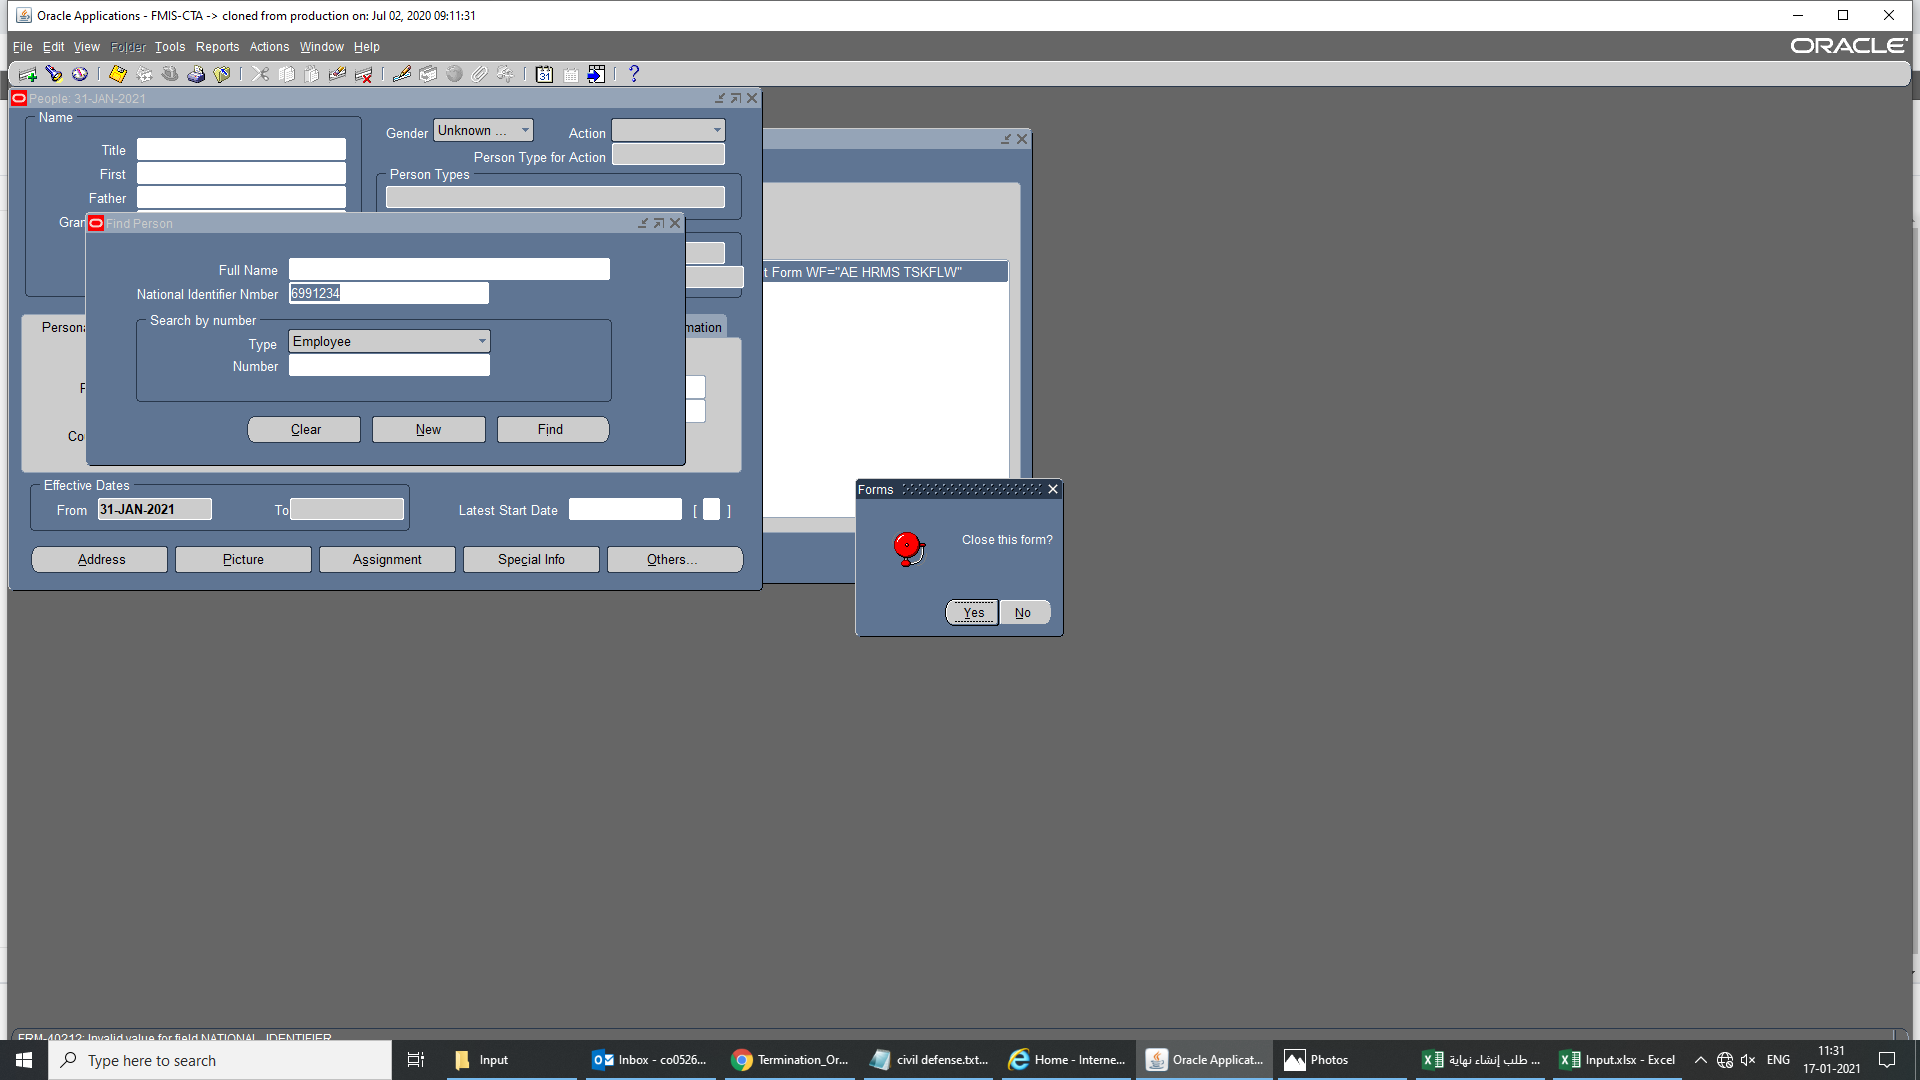 Oracle Applications - FMIS-CTA -> cloned from production on: Jul 02, 2020 09:11:31
File Edit View Folder Tools Reports Actions Window Help
ORACLE
People: 31-JAN-2021
Name
Title
First
Father
Gran
Gender Unknown ...
Action
Person Type for Action
Person Types
Find Person
Full Name
National Identifier Nmber 6991234
Search by number
Type Employee
Number
Clear New Find
t Form WF="AE HRMS TSKFLW"
Persona
mation
Cou
Effective Dates
From 31-JAN-2021 To
Latest Start Date [ ]
Address Picture Assignment Special Info Others...
Forms
Close this form?
Yes No
FRM-40212: Invalid value for field NATIONAL_IDENTIFIER
Type here to search
Input
Inbox - co0526...
Termination_Or...
civil defense.txt...
Home - Interne...
Oracle Applicat...
Photos
طلب إنشاء نهاية ...
Input.xlsx - Excel
ENG
11:31
17-01-2021